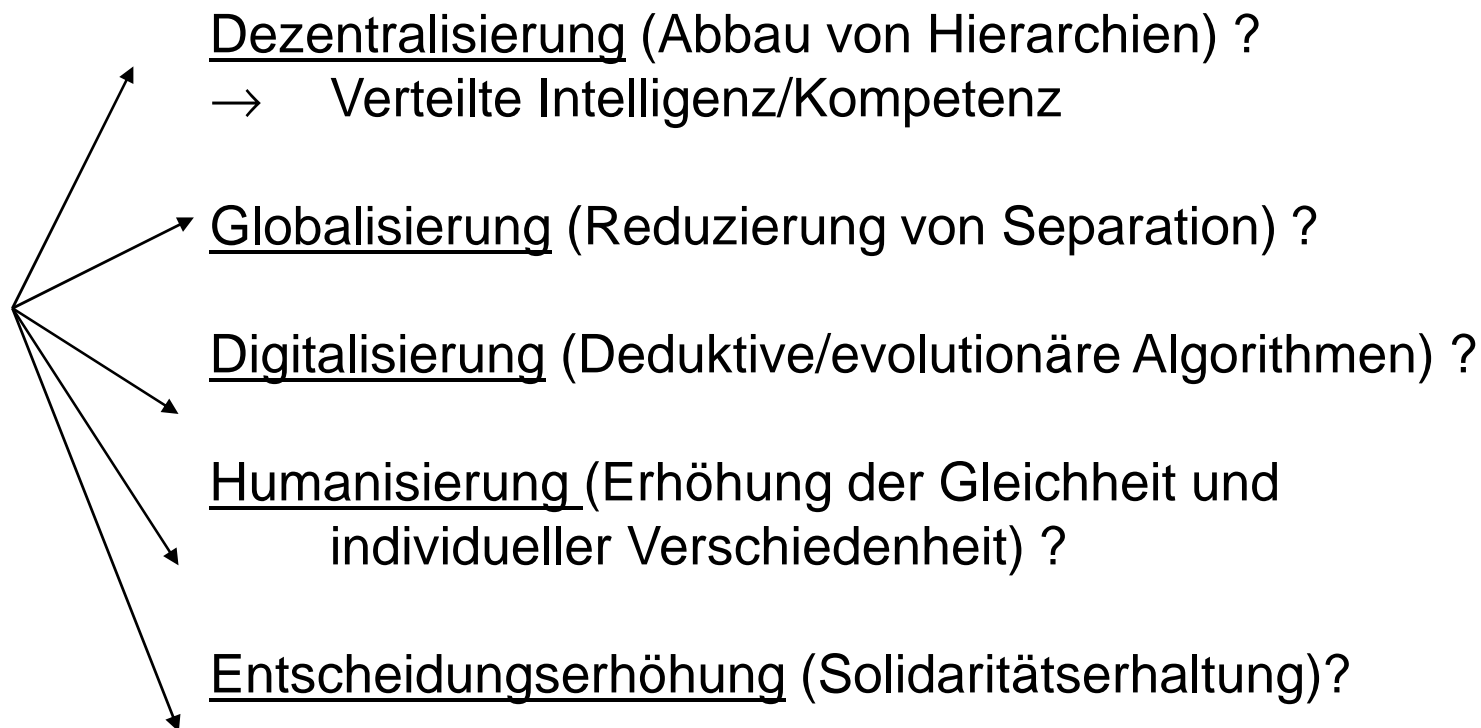 Dezentralisierung (Abbau von Hierarchien) ?
→ Verteilte Intelligenz/Kompetenz
Globalisierung (Reduzierung von Separation) ?
Digitalisierung (Deduktive/evolutionäre Algorithmen) ?
Humanisierung (Erhöhung der Gleichheit und
individueller Verschiedenheit) ?
Entscheidungserhöhung (Solidaritätserhaltung)?